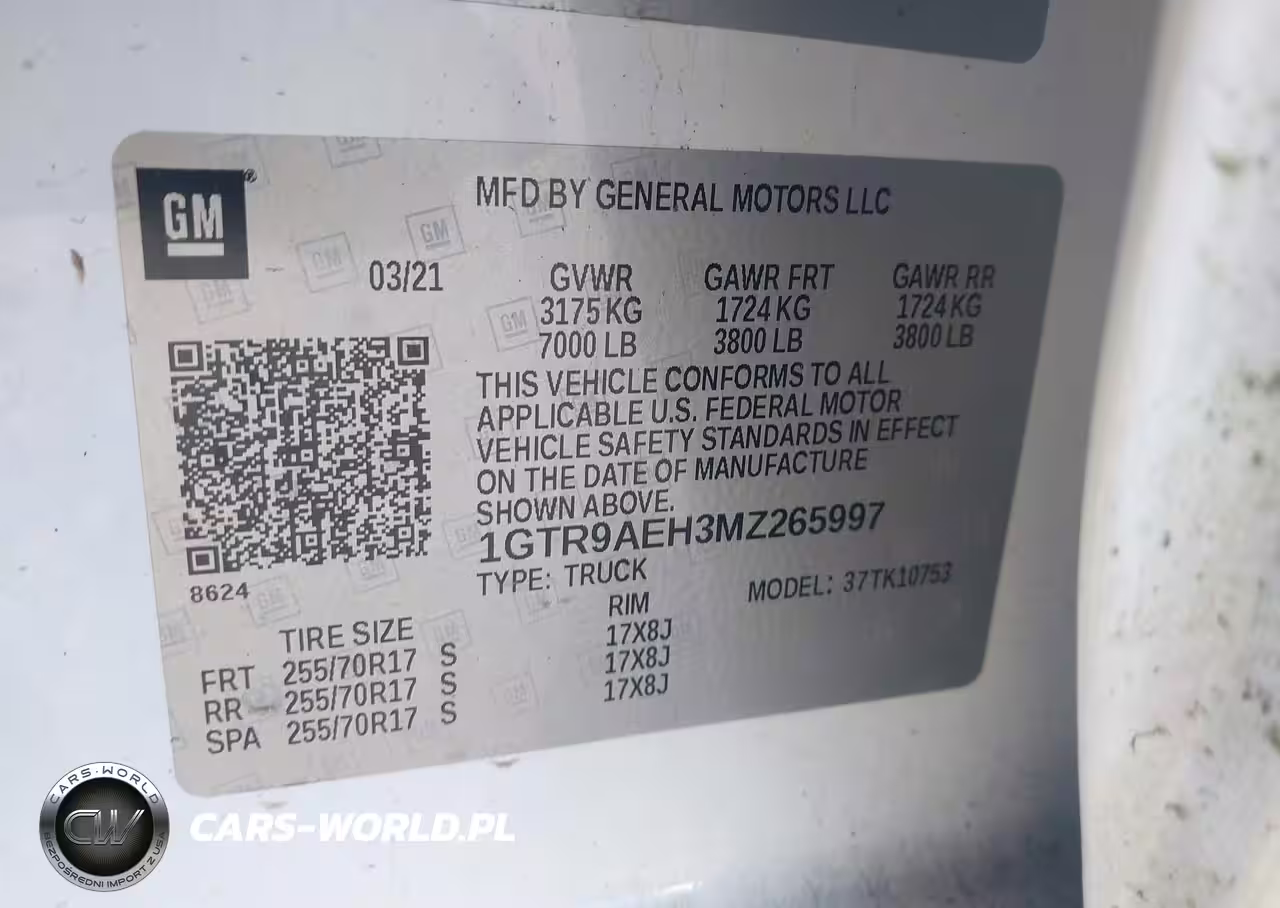 GM
MFD BY GENERAL MOTORS LLC
03/21
GVWR GAWR FRT GAWR RR
3175 KG 1724 KG 1724 KG
7000 LB 3800 LB 3800 LB
THIS VEHICLE CONFORMS TO ALL
APPLICABLE U.S. FEDERAL MOTOR
VEHICLE SAFETY STANDARDS IN EFFECT
ON THE DATE OF MANUFACTURE
SHOWN ABOVE.
1GTR9AEH3MZ265997
TYPE: TRUCK MODEL: 37TK10753
8624
TIRE SIZE RIM
FRT 255/70R17 S 17X8J
RR 255/70R17 S 17X8J
SPA 255/70R17 S 17X8J
CARS-WORLD
CW
BEZPOŚREDNI IMPORT Z USA
CARS-WORLD.PL